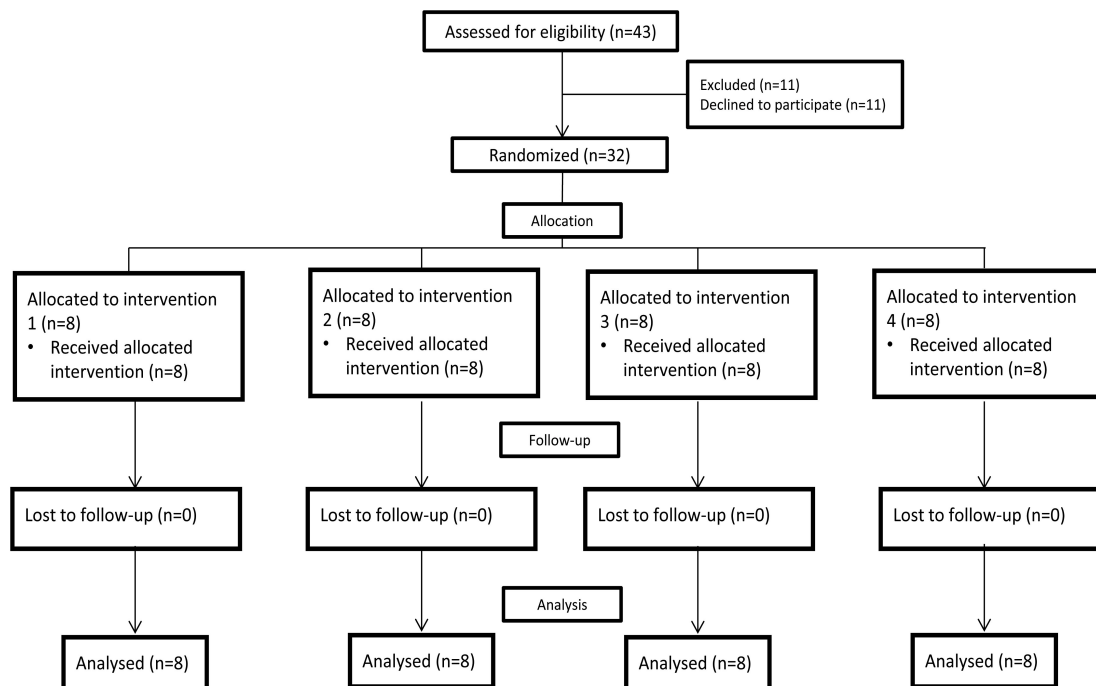 Assessed for eligibility (n=43)
Excluded (n=11)
Declined to participate (n=11)
Randomized (n=32)
Allocation
Allocated to intervention
1 (n=8)
• Received allocated
intervention (n=8)
Allocated to intervention
2 (n=8)
• Received allocated
intervention (n=8)
Allocated to intervention
3 (n=8)
• Received allocated
intervention (n=8)
Allocated to intervention
4 (n=8)
• Received allocated
intervention (n=8)
Follow-up
Lost to follow-up (n=0)
Lost to follow-up (n=0)
Lost to follow-up (n=0)
Lost to follow-up (n=0)
Analysis
Analysed (n=8)
Analysed (n=8)
Analysed (n=8)
Analysed (n=8)